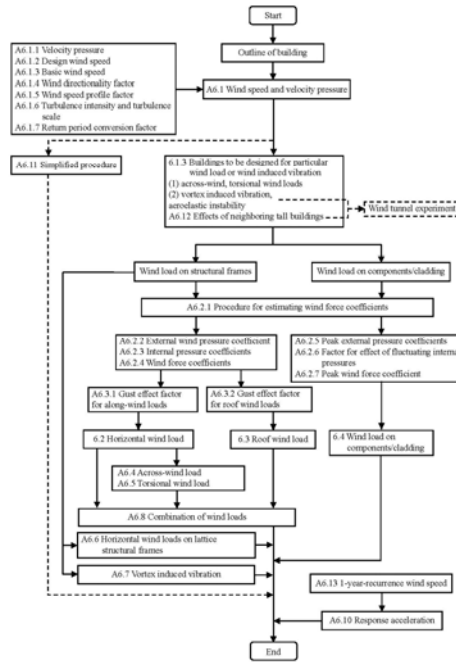 Start
Outline of building
A6.1.1 Velocity pressure
A6.1.2 Design wind speed
A6.1.3 Basic wind speed
A6.1.4 Wind directionality factor
A6.1.5 Wind speed profile factor
A6.1.6 Turbulence intensity and turbulence
scale
A6.1.7 Return period conversion factor
A6.1 Wind speed and velocity pressure
A6.11 Simplified procedure
6.1.3 Buildings to be designed for particular
wind load or wind induced vibration
(1) across-wind, torsional wind loads
(2) vortex induced vibration,
aeroelastic instability
A6.12 Effects of neighboring tall buildings
Wind tunnel experiment
Wind load on structural frames
Wind load on components/cladding
A6.2.1 Procedure for estimating wind force coefficients
A6.2.2 External wind pressure coefficient
A6.2.3 Internal pressure coefficients
A6.2.4 Wind force coefficients
A6.2.5 Peak external pressure coefficients
A6.2.6 Factor for effect of fluctuating internal
pressures
A6.2.7 Peak wind force coefficient
A6.3.1 Gust effect factor
for along-wind loads
A6.3.2 Gust effect factor
for roof wind loads
6.2 Horizontal wind load
6.3 Roof wind load
6.4 Wind load on
components/cladding
A6.4 Across-wind load
A6.5 Torsional wind load
A6.8 Combination of wind loads
A6.6 Horizontal wind loads on lattice
structural frames
A6.7 Vortex induced vibration
A6.13 1-year-recurrence wind speed
A6.10 Response acceleration
End